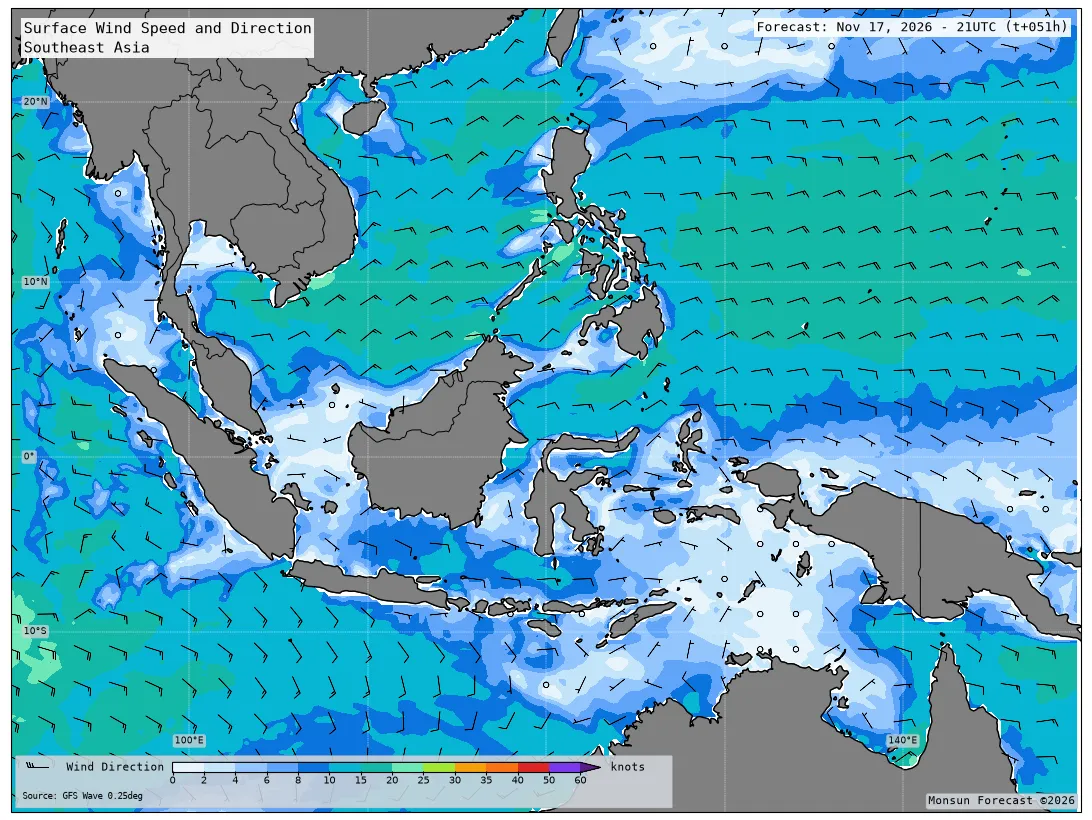 Surface Wind Speed and Direction
Southeast Asia
Forecast: Nov 17, 2026 - 21UTC (t+051h)
20°N
10°N
0°
10°S
100°E
140°E
Wind Direction
0 2 4 6 8 10 15 20 25 30 35 40 50 60
knots
Source: GFS Wave 0.25deg
Monsun Forecast ©2026